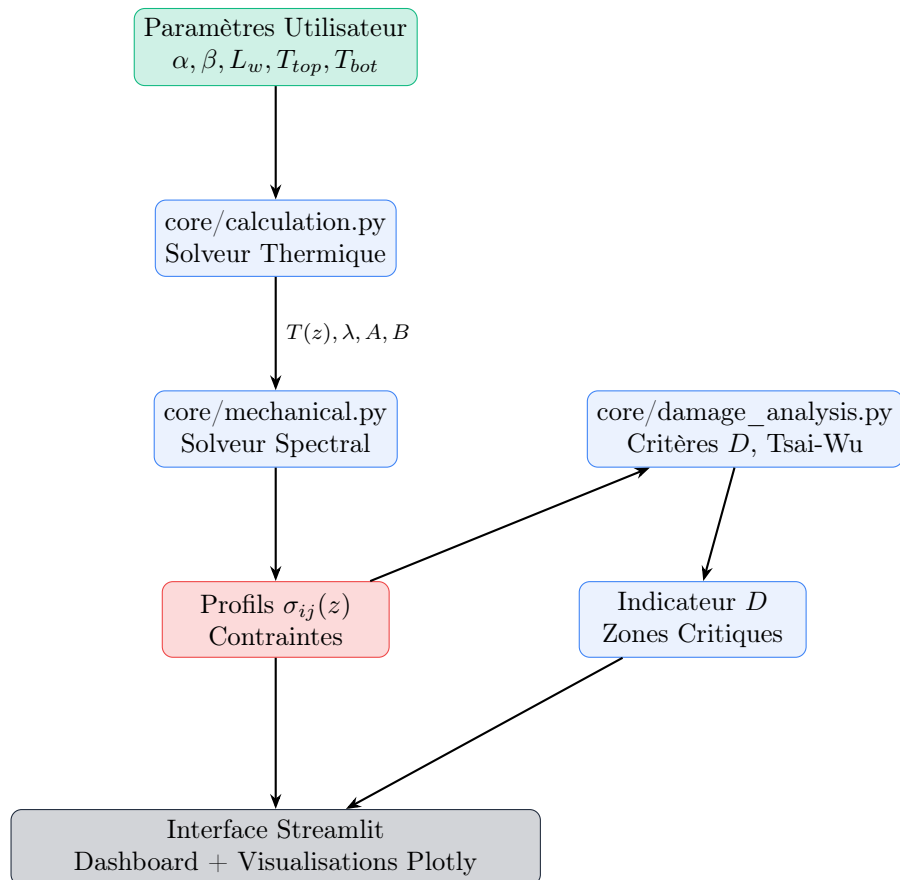 Paramètres Utilisateur
α, β, L_w, T_top, T_bot
core/calculation.py
Solveur Thermique
T(z), λ, A, B
core/mechanical.py
Solveur Spectral
core/damage_analysis.py
Critères D, Tsai-Wu
Profils σ_ij(z)
Contraintes
Indicateur D
Zones Critiques
Interface Streamlit
Dashboard + Visualisations Plotly